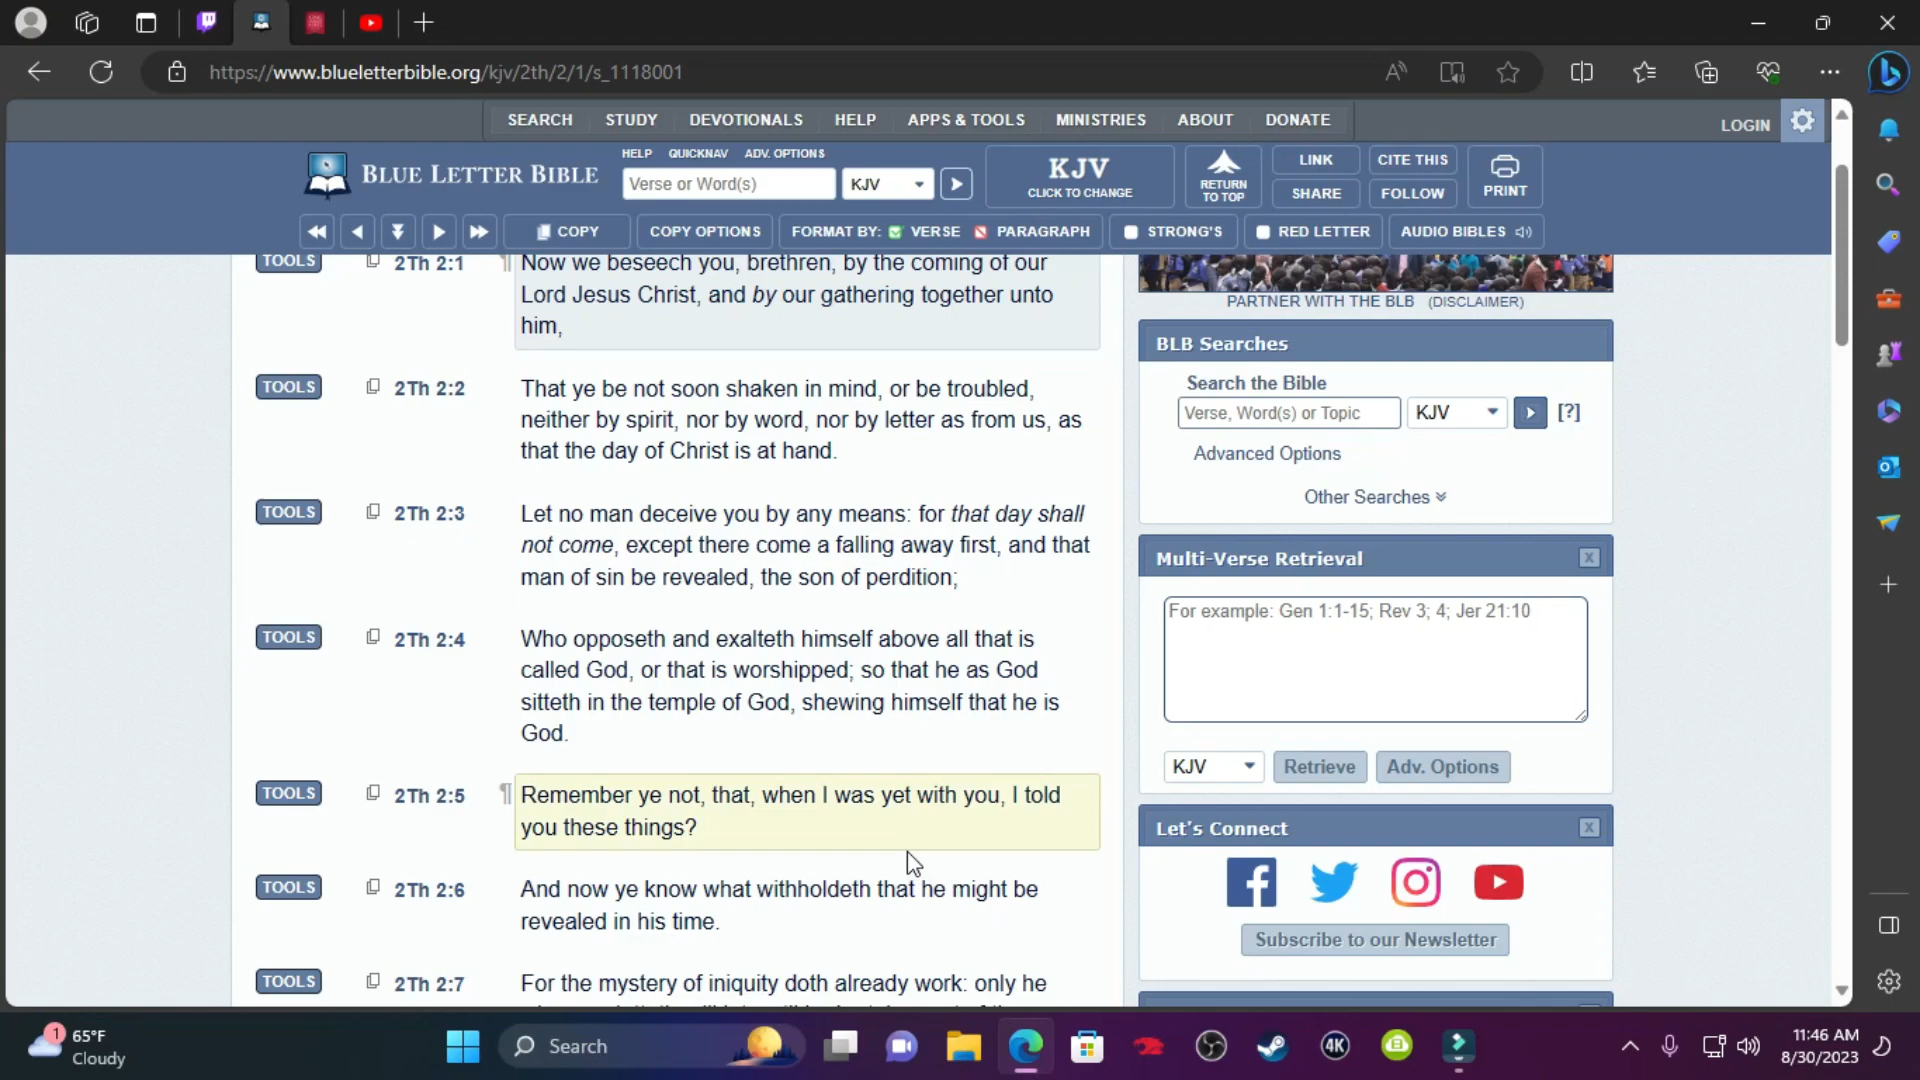 https://www.blueletterbible.org/kjv/2th/2/1/s_1118001
SEARCH STUDY DEVOTIONALS HELP APPS & TOOLS MINISTRIES ABOUT DONATE
LOGIN
BLUE LETTER BIBLE
HELP QUICKNAV ADV. OPTIONS
Verse or Word(s) KJV
KJV
CLICK TO CHANGE
RETURN
TO TOP
LINK CITE THIS
SHARE FOLLOW
PRINT
COPY COPY OPTIONS FORMAT BY: VERSE PARAGRAPH STRONG'S RED LETTER AUDIO BIBLES
TOOLS 2Th 2:1 ¶ Now we beseech you, brethren, by the coming of our
Lord Jesus Christ, and by our gathering together unto
him,
TOOLS 2Th 2:2 That ye be not soon shaken in mind, or be troubled,
neither by spirit, nor by word, nor by letter as from us, as
that the day of Christ is at hand.
TOOLS 2Th 2:3 Let no man deceive you by any means: for that day shall
not come, except there come a falling away first, and that
man of sin be revealed, the son of perdition;
TOOLS 2Th 2:4 Who opposeth and exalteth himself above all that is
called God, or that is worshipped; so that he as God
sitteth in the temple of God, shewing himself that he is
God.
TOOLS 2Th 2:5 ¶ Remember ye not, that, when I was yet with you, I told
you these things?
TOOLS 2Th 2:6 And now ye know what withholdeth that he might be
revealed in his time.
TOOLS 2Th 2:7 For the mystery of iniquity doth already work: only he
PARTNER WITH THE BLB (DISCLAIMER)
BLB Searches
Search the Bible
Verse, Word(s) or Topic KJV [?]
Advanced Options
Other Searches
Multi-Verse Retrieval X
For example: Gen 1:1-15; Rev 3; 4; Jer 21:10
KJV Retrieve Adv. Options
Let's Connect X
Subscribe to our Newsletter
1 65°F
Cloudy
Search
4K
11:46 AM
8/30/2023